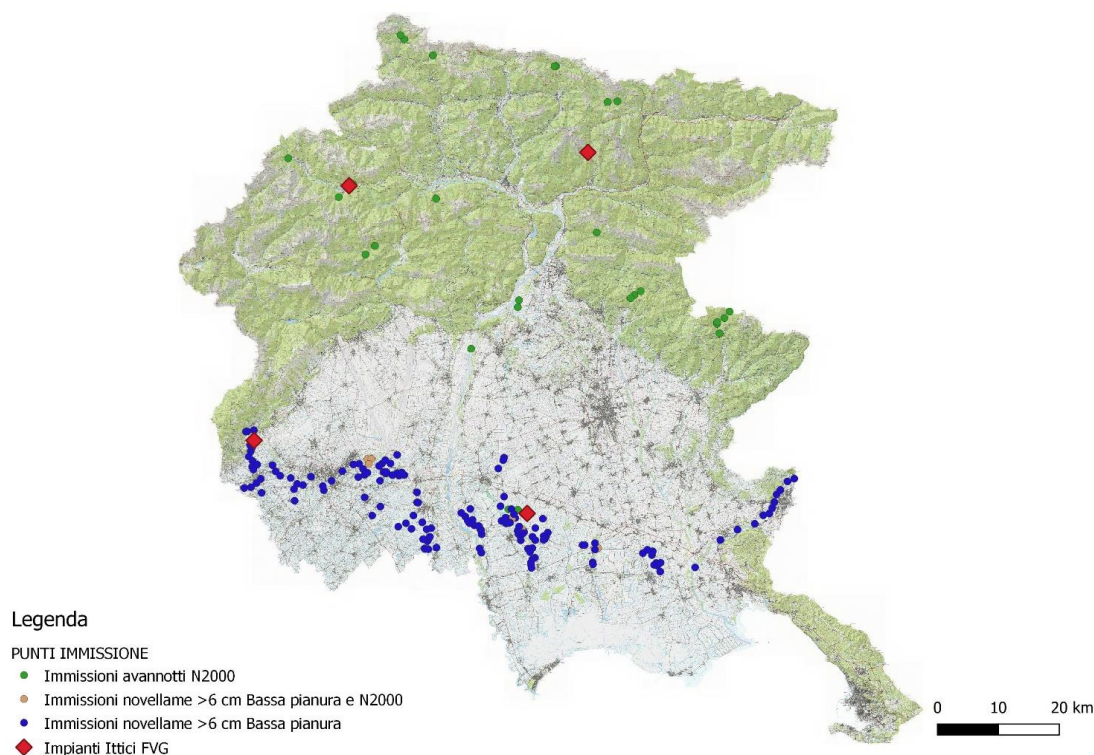 Legenda
PUNTI IMMISSIONE
Immissioni avannotti N2000
Immissioni novellame >6 cm Bassa pianura e N2000
Immissioni novellame >6 cm Bassa pianura
Impianti Ittici FVG
0 10 20 km